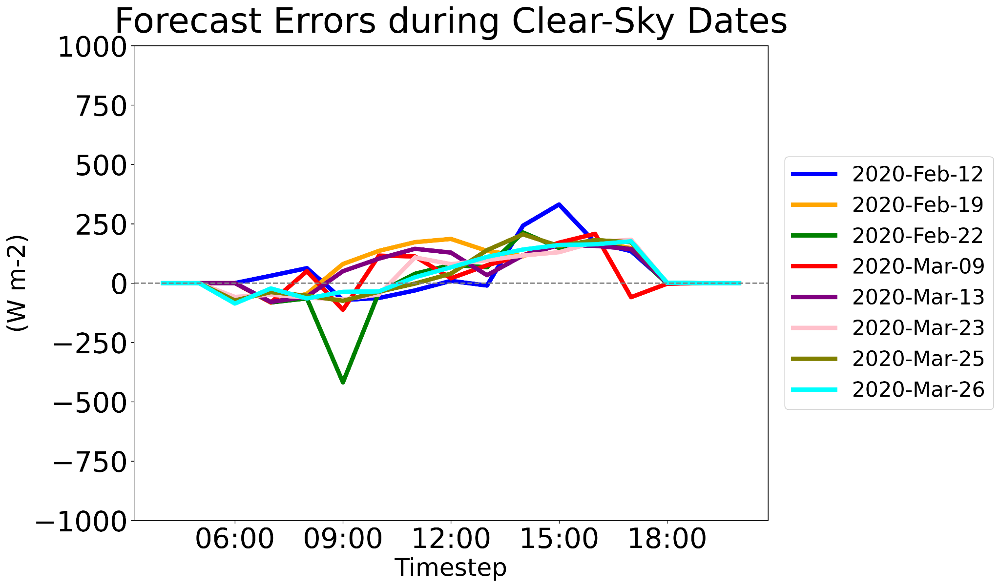 Forecast Errors during Clear-Sky Dates
1000
750
500
250
0
−250
−500
−750
−1000
(W m-2)
06:00 09:00 12:00 15:00 18:00
Timestep
2020-Feb-12
2020-Feb-19
2020-Feb-22
2020-Mar-09
2020-Mar-13
2020-Mar-23
2020-Mar-25
2020-Mar-26